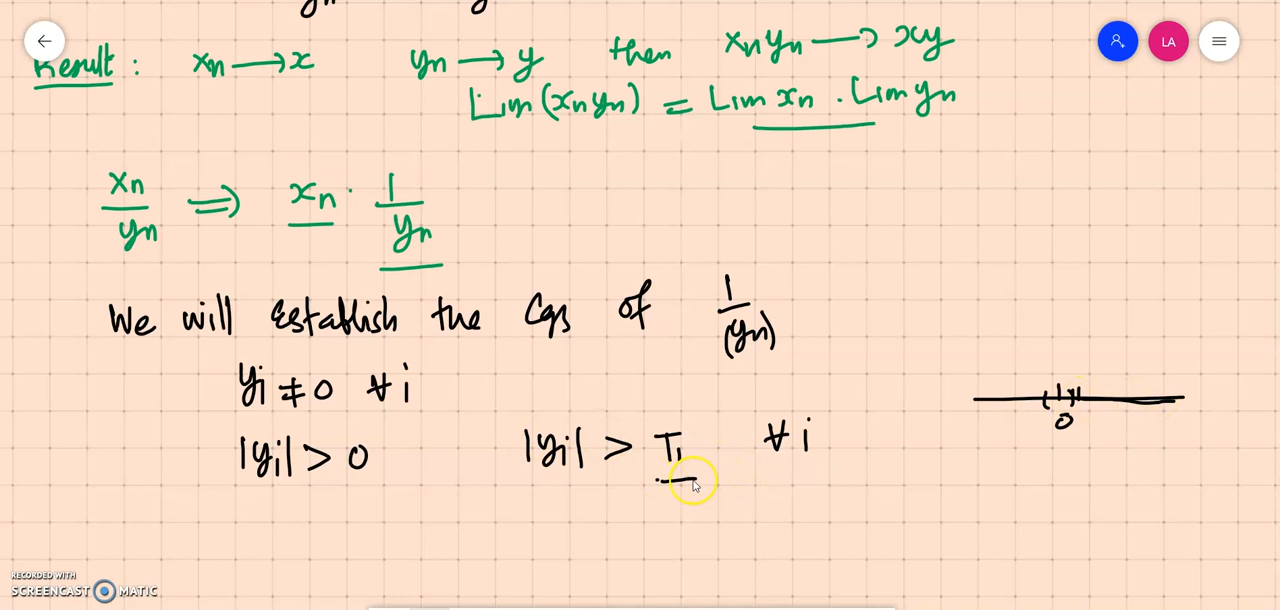 yn y
Result : xn → x yn → y then xnyn → xy
Lim (xnyn) = Lim xn . Lim yn
xn/yn ⇒ xn · 1/yn
We will Establish the Cgs of 1/(yn)
yi ≠ 0 ∀ i
|yi| > 0 |yi| > T1 ∀ i
0
LA
RECORDED WITH
SCREENCAST MATIC